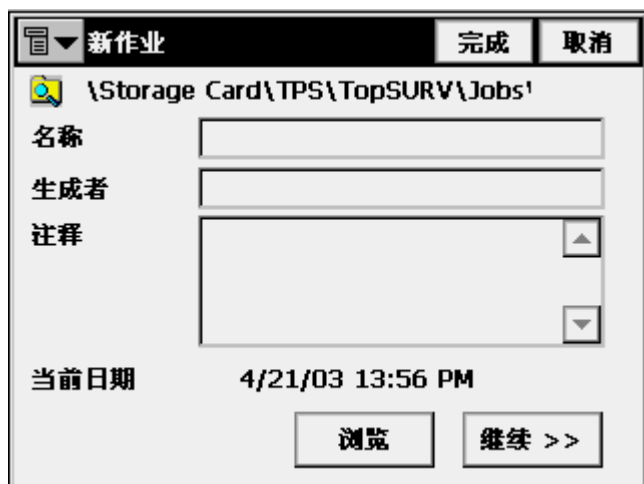 新作业 完成 取消
\Storage Card\TPS\TopSURV\Jobs\
名称
生成者
注释
当前日期 4/21/03 13:56 PM
浏览 继续 >>